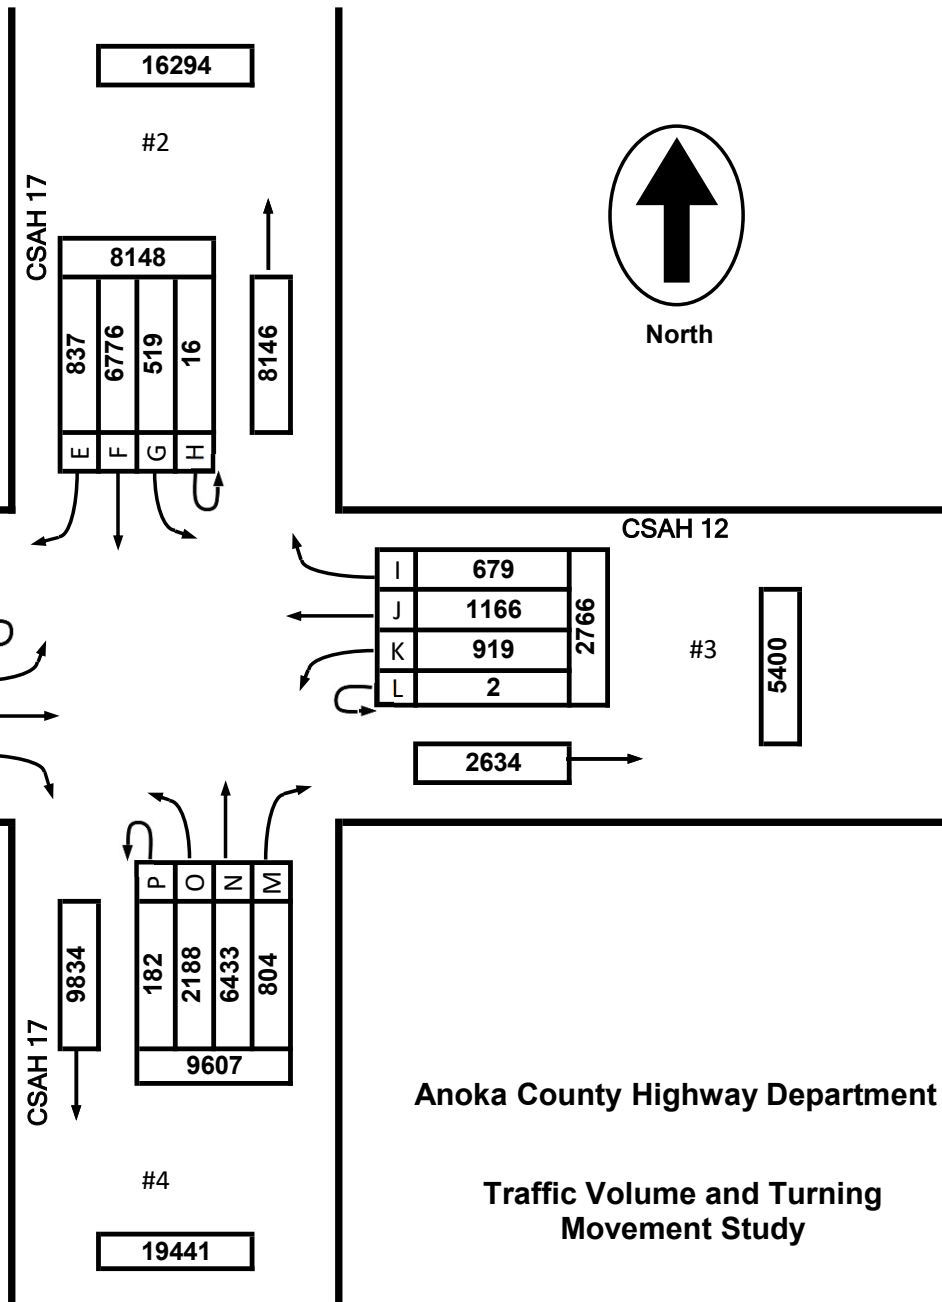 16294
#2
CSAH 17
8148
837
6776
519
16
8146
E
F
G
H
North
CSAH 12
I 679
J 1166
K 919
L 2
2766
#3
5400
2634
P
O
N
M
182
2188
6433
804
9834
9607
CSAH 17
#4
19441
Anoka County Highway Department
Traffic Volume and Turning
Movement Study